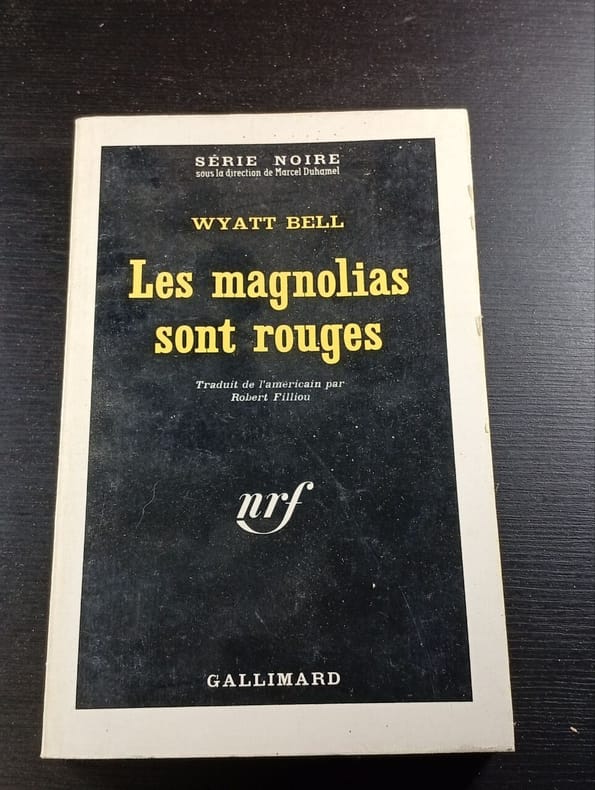 SÉRIE NOIRE
sous la direction de Marcel Duhamel
WYATT BELL
Les magnolias
sont rouges
Traduit de l'américain par
Robert Filliou
nrf
GALLIMARD